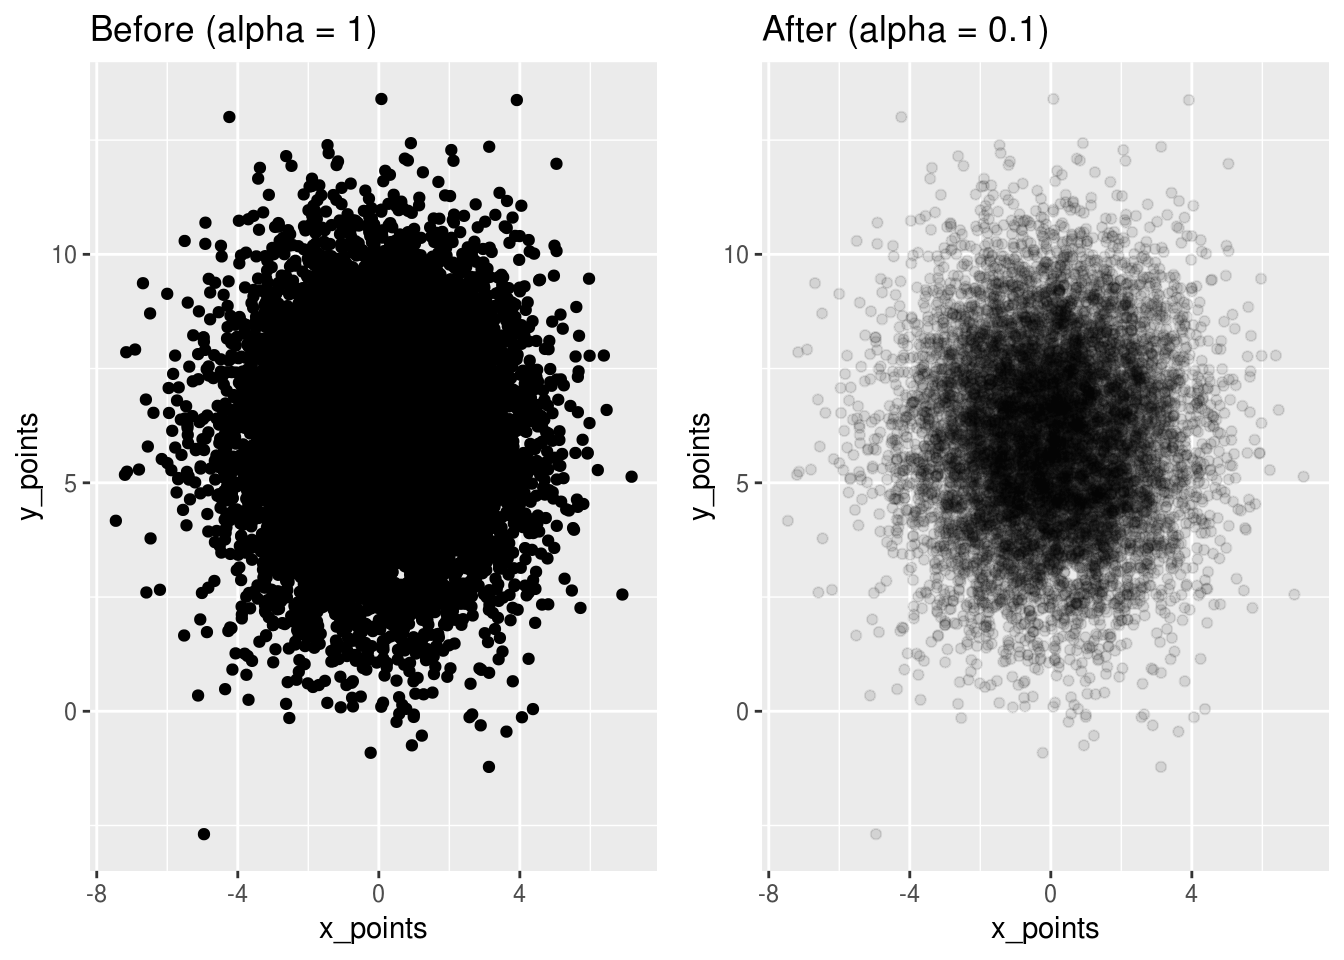 Before (alpha = 1)
y_points
10
5
0
-8 -4 0 4
x_points
After (alpha = 0.1)
y_points
10
5
0
-8 -4 0 4
x_points